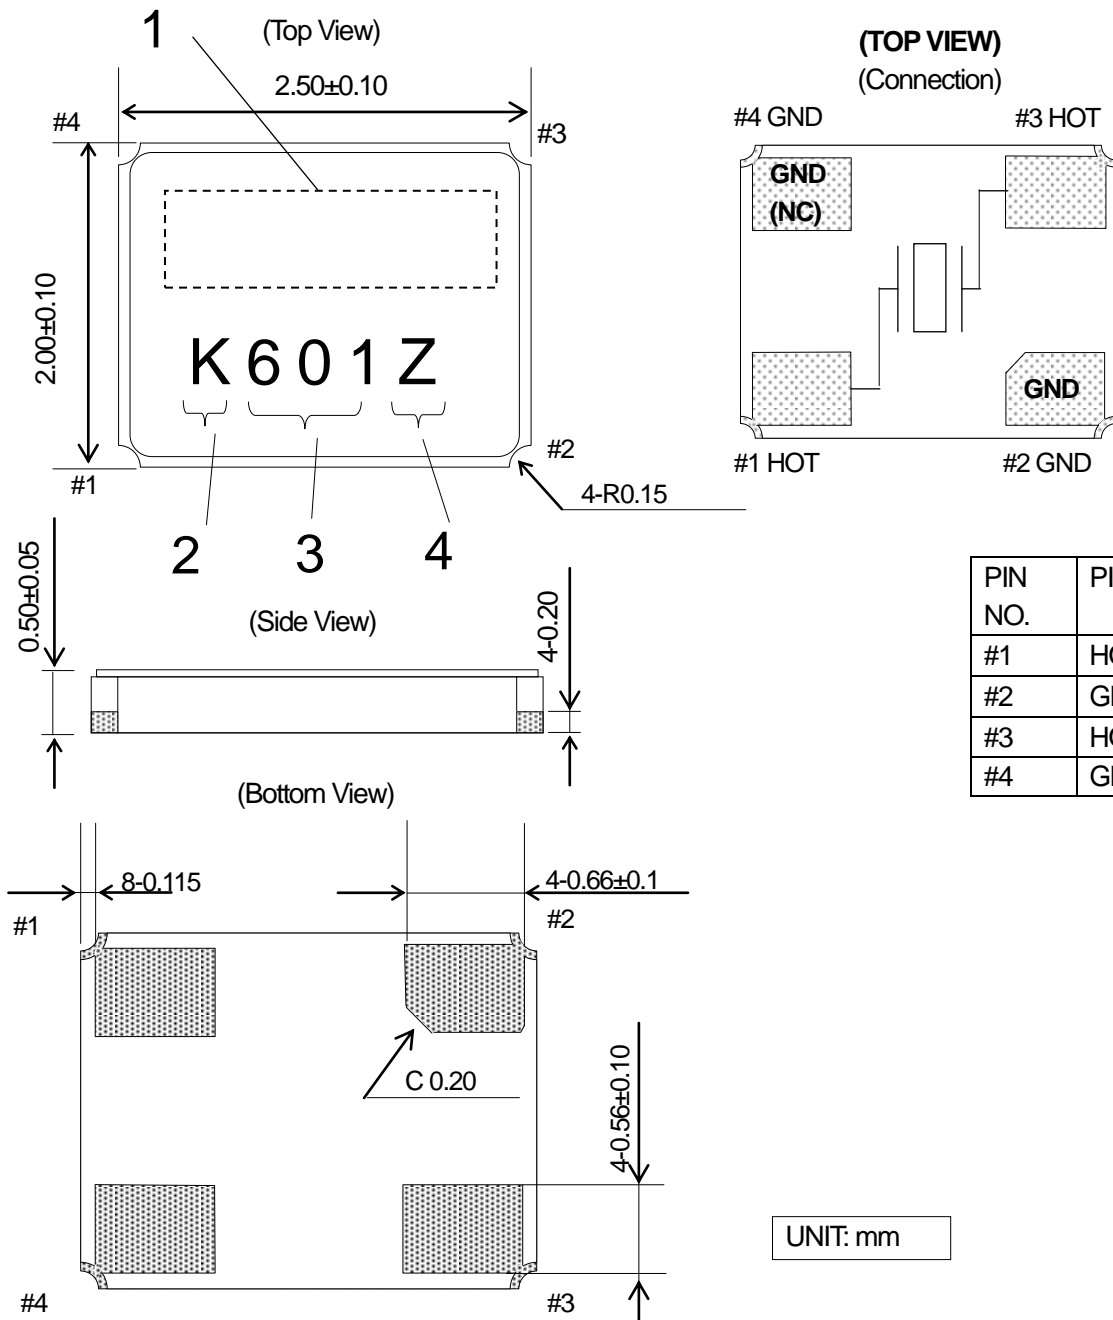 1
(Top View)
2.50±0.10
#4
#3
2.00±0.10
K 6 0 1 Z
#1
#2
4-R0.15
2
3
4
(TOP VIEW)
(Connection)
#4 GND
#3 HOT
GND
(NC)
GND
#1 HOT
#2 GND
0.50±0.05
(Side View)
4-0.20
PIN
NO.
#1
#2
#3
#4
(Bottom View)
8-0.115
4-0.66±0.1
#1
#2
C 0.20
4-0.56±0.10
UNIT: mm
#4
#3